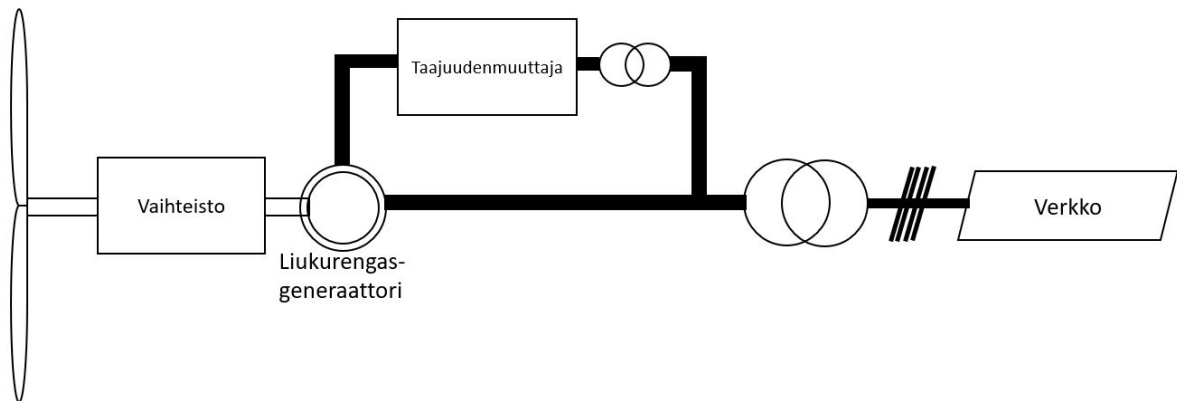 Taajuudenmuuttaja
Vaihteisto
Liukurengas-
generaattori
Verkko